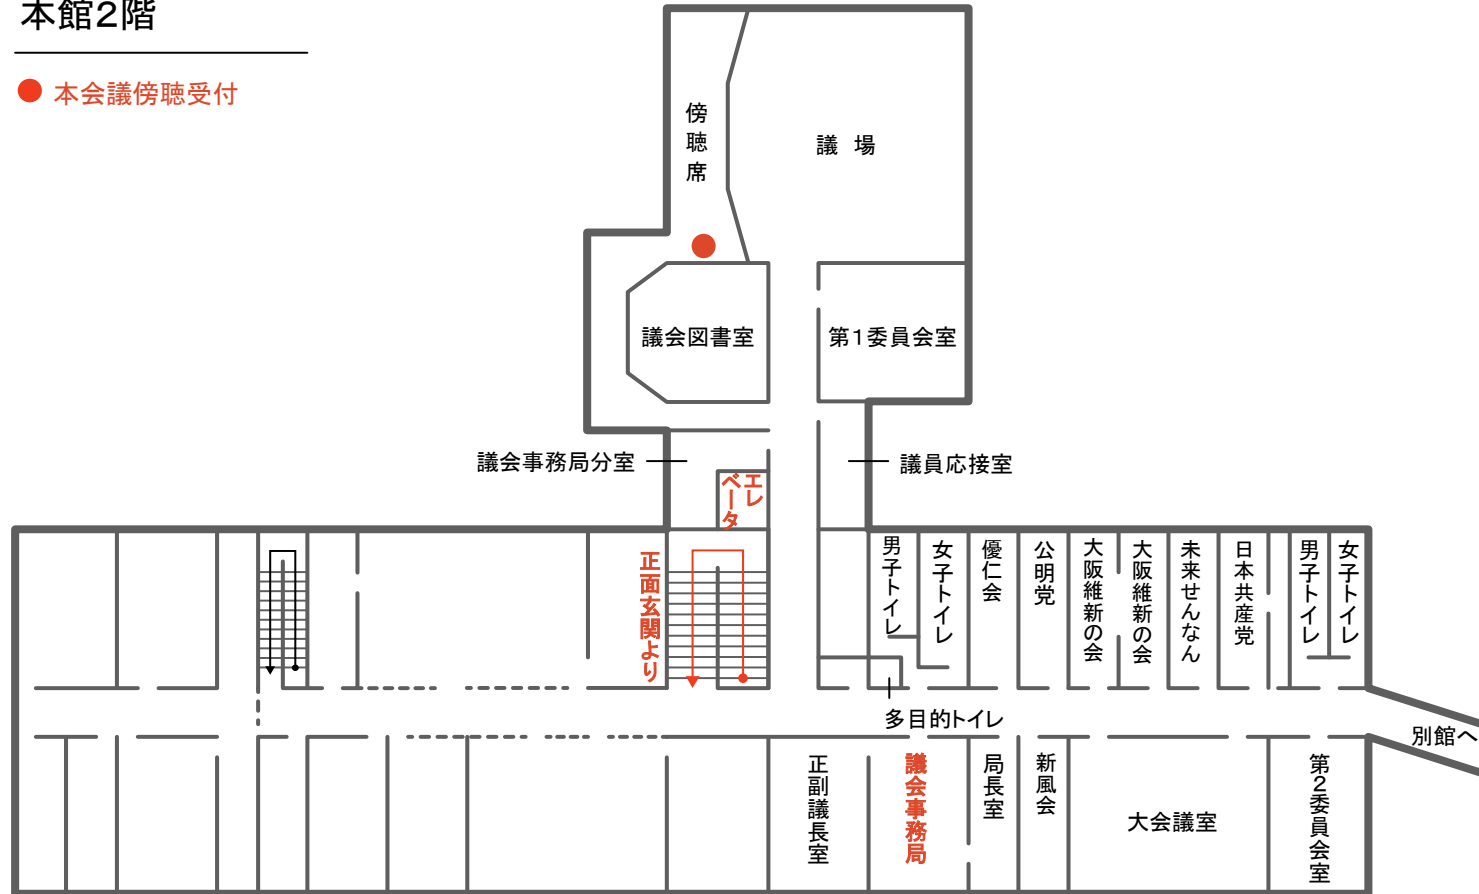 本館2階
本会議傍聴受付
傍聴席
議 場
議会図書室
第1委員会室
議会事務局分室
議員応接室
エレベータ
正面玄関より
男子トイレ
女子トイレ
優仁会
公明党
大阪維新の会
大阪維新の会
未来せんなん
日本共産党
男子トイレ
女子トイレ
多目的トイレ
別館へ
正副議長室
議会事務局
局長室
新風会
大会議室
第2委員会室